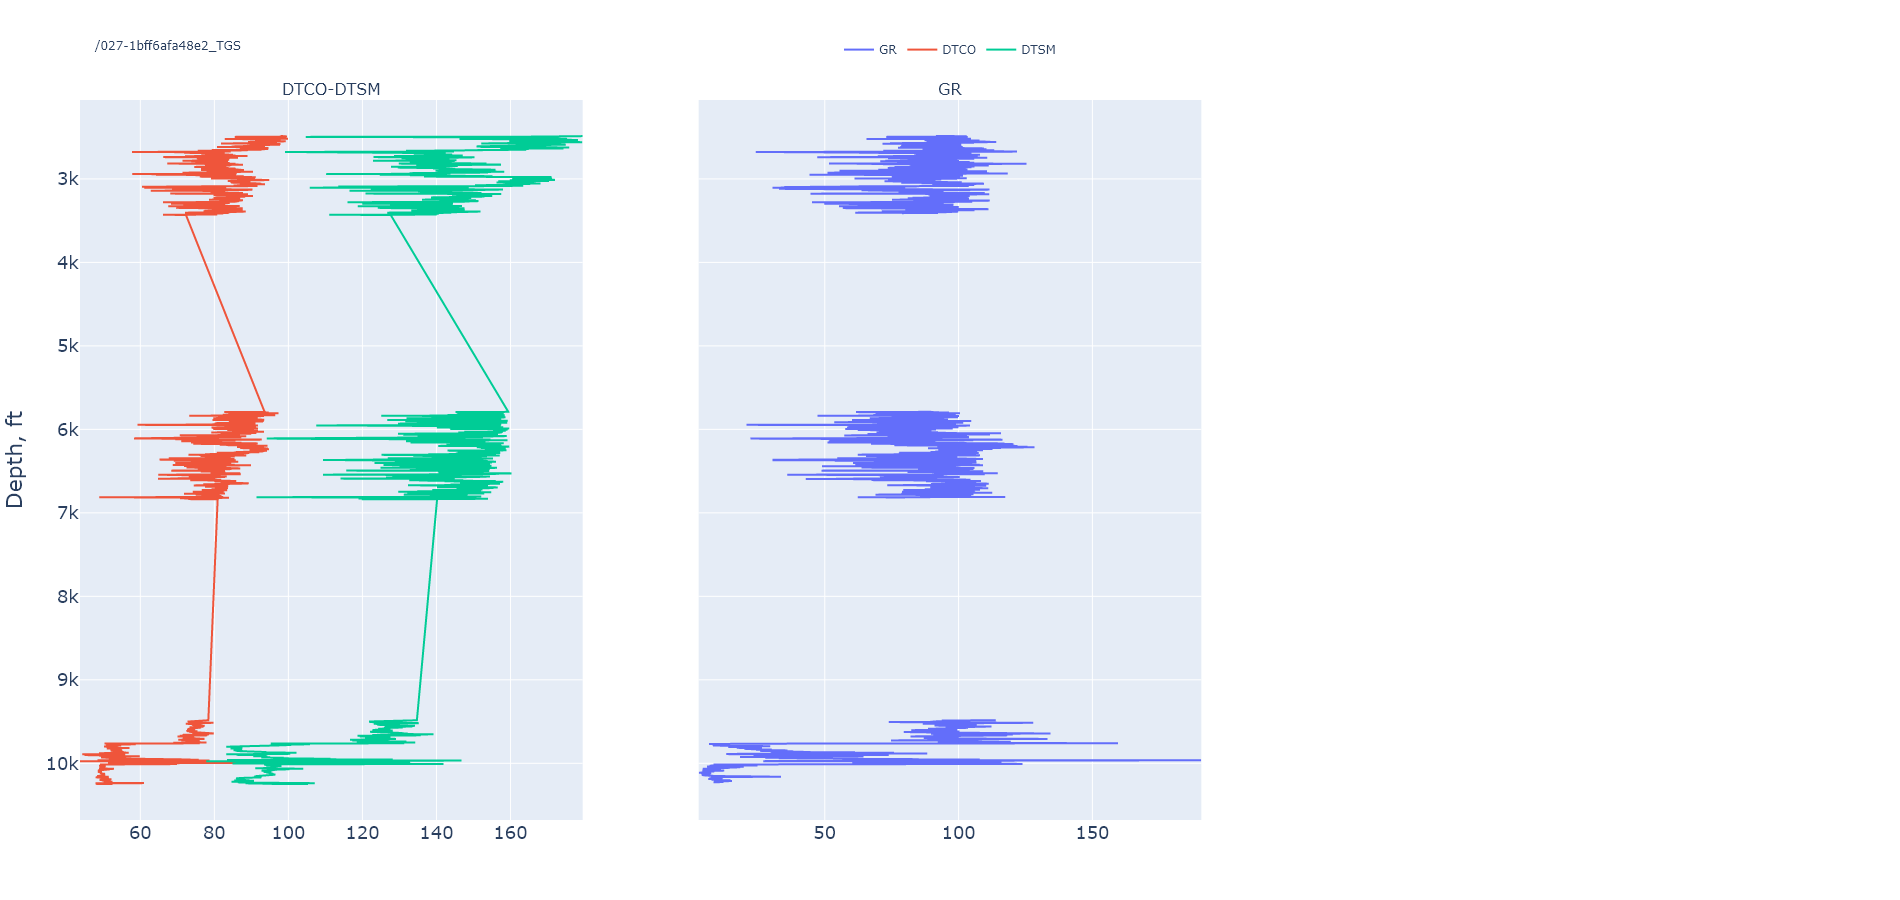 /027-1bff6afa48e2_TGS
GR DTCO DTSM
DTCO-DTSM
GR
Depth, ft
3k
4k
5k
6k
7k
8k
9k
10k
60 80 100 120 140 160
50 100 150